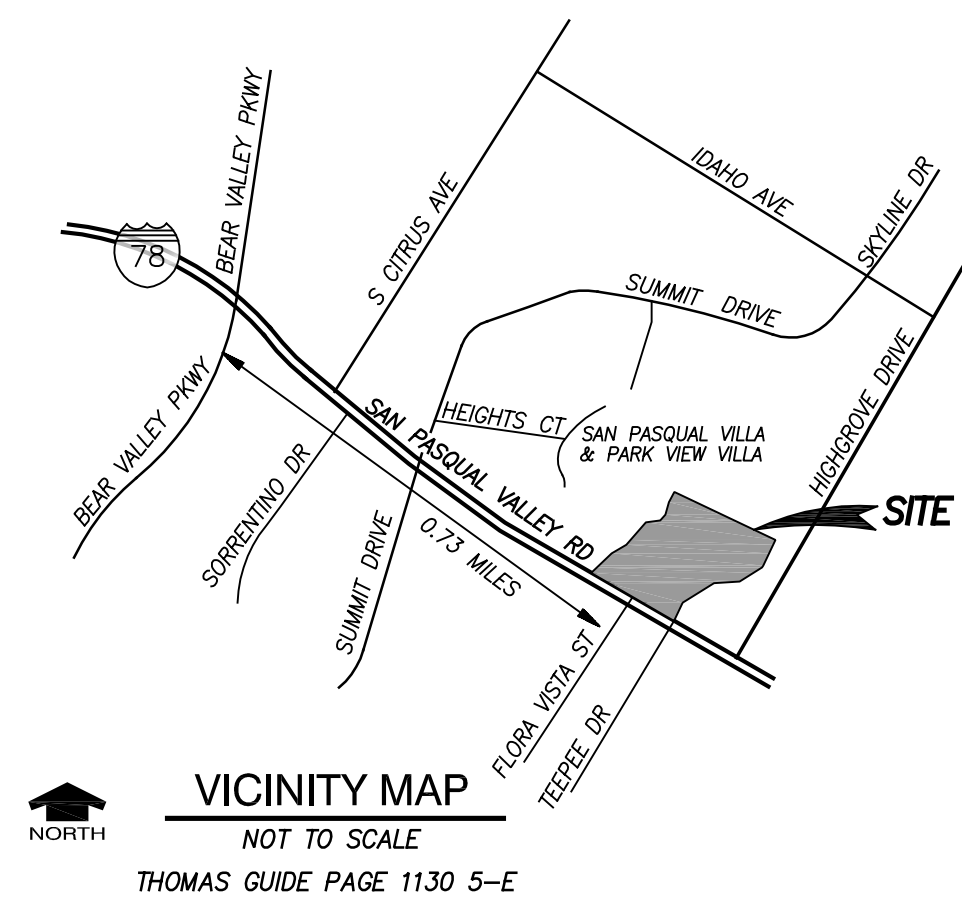 BEAR VALLEY PKWY
S CITRUS AVE
IDAHO AVE
SKYLINE DR
78
SUMMIT DRIVE
HIGHGROVE DRIVE
BEAR VALLEY PKWY
HEIGHTS CT
SAN PASQUAL VILLA
& PARK VIEW VILLA
SAN PASQUAL VALLEY RD
SITE
SORRENTINO DR
0.73 MILES
SUMMIT DRIVE
FLORA VISTA ST
TEEPEE DR
NORTH
VICINITY MAP
NOT TO SCALE
THOMAS GUIDE PAGE 1130 5-E